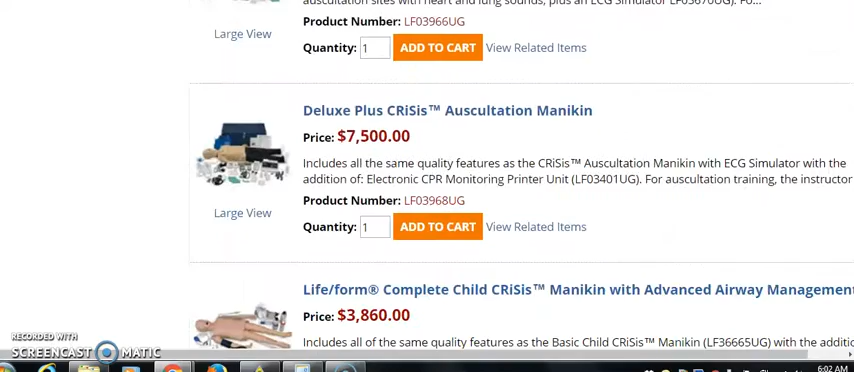 auscultation sites with heart and lung sounds, plus an ECG Simulator LF03670UG). Fo...
Product Number: LF03966UG
Large View
Quantity: 1 ADD TO CART View Related Items
Deluxe Plus CRiSis™ Auscultation Manikin
Price: $7,500.00
Includes all the same quality features as the CRiSis™ Auscultation Manikin with ECG Simulator with the
addition of: Electronic CPR Monitoring Printer Unit (LF03401UG). For auscultation training, the instructor
Product Number: LF03968UG
Large View
Quantity: 1 ADD TO CART View Related Items
Life/form® Complete Child CRiSis™ Manikin with Advanced Airway Management
Price: $3,860.00
Includes all of the same quality features as the Basic Child CRiSis™ Manikin (LF36665UG) with the additio
RECORDED WITH
SCREENCAST MATIC
6:02 AM